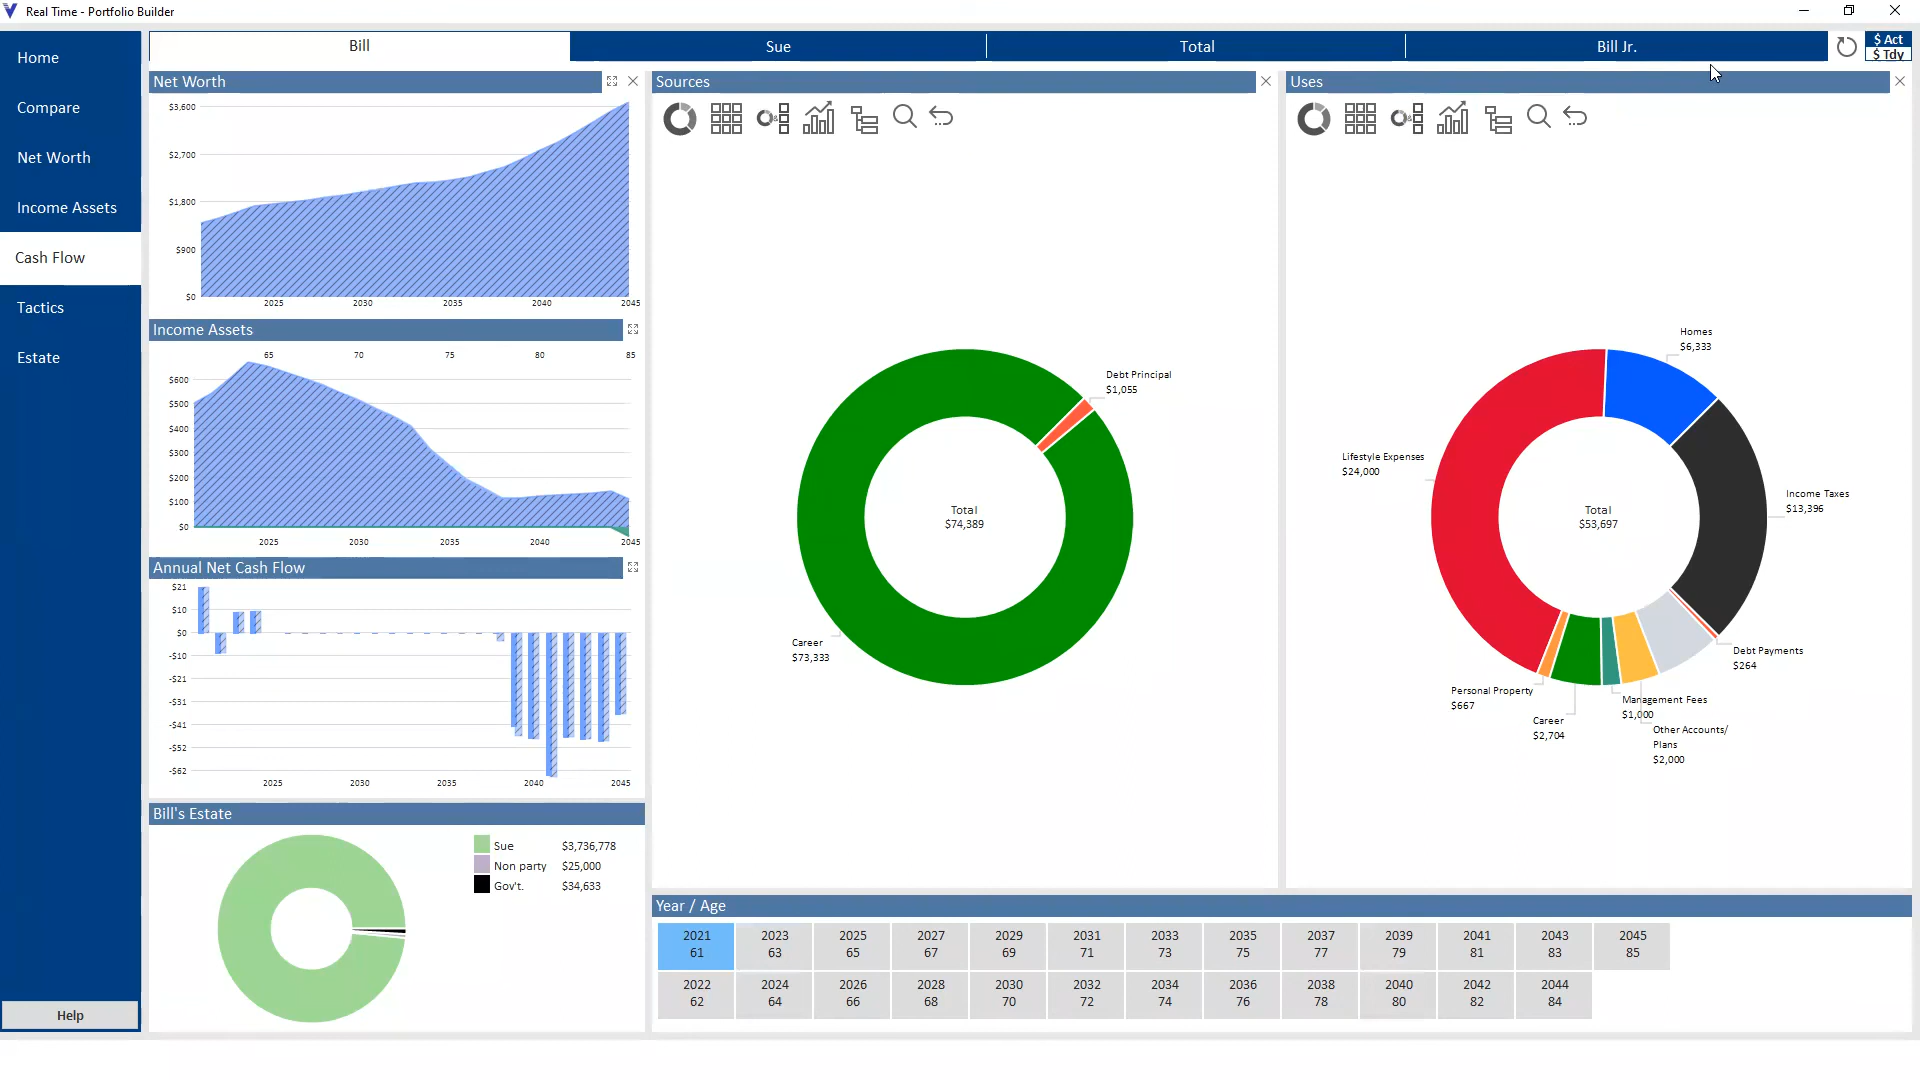 Real Time - Portfolio Builder
Home
Compare
Net Worth
Income Assets
Cash Flow
Tactics
Estate
Help
Bill
Sue
Total
Bill Jr.
$ Act
$ Tdy
Net Worth
$3,600
$2,700
$1,800
$900
$0
2025
2030
2035
2040
2045
Income Assets
65
70
75
80
85
$600
$500
$400
$300
$200
$100
$0
2025
2030
2035
2040
2045
Annual Net Cash Flow
$21
$10
$0
-$10
-$21
-$31
-$41
-$52
-$62
2025
2030
2035
2040
2045
Bill's Estate
Sue $3,736,778
Non party $25,000
Gov't. $34,633
Sources
Debt Principal
$1,055
Total
$74,389
Career
$73,333
Uses
Homes
$6,333
Lifestyle Expenses
$24,000
Income Taxes
$13,396
Total
$53,697
Debt Payments
$264
Personal Property
$667
Management Fees
$1,000
Career
$2,704
Other Accounts/
Plans
$2,000
Year / Age
2021 2023 2025 2027 2029 2031 2033 2035 2037 2039 2041 2043 2045
61 63 65 67 69 71 73 75 77 79 81 83 85
2022 2024 2026 2028 2030 2032 2034 2036 2038 2040 2042 2044
62 64 66 68 70 72 74 76 78 80 82 84